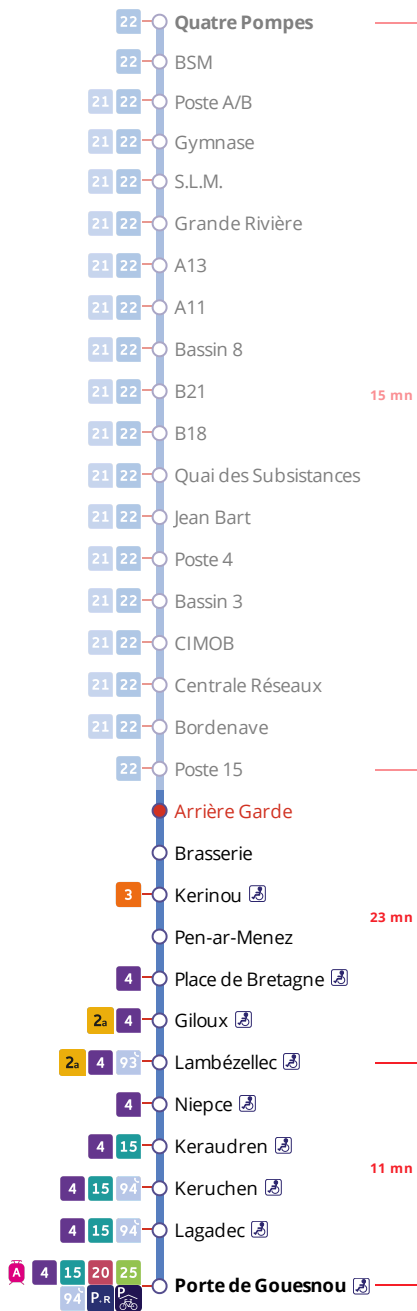 22 Quatre Pompes
22 BSM
21 22 Poste A/B
21 22 Gymnase
21 22 S.L.M.
21 22 Grande Rivière
21 22 A13
21 22 A11
21 22 Bassin 8
21 22 B21 15 mn
21 22 B18
21 22 Quai des Subsistances
21 22 Jean Bart
21 22 Poste 4
21 22 Bassin 3
21 22 CIMOB
21 22 Centrale Réseaux
21 22 Bordenave
22 Poste 15
Arrière Garde
Brasserie
3 Kerinou 23 mn
Pen-ar-Menez
4 Place de Bretagne
2a 4 Giloux
2a 4 93 Lambézellec
4 Niepce
4 15 Keraudren
11 mn
4 15 94 Keruchen
4 15 94 Lagadec
A 4 15 20 25
94 P.R P Porte de Gouesnou